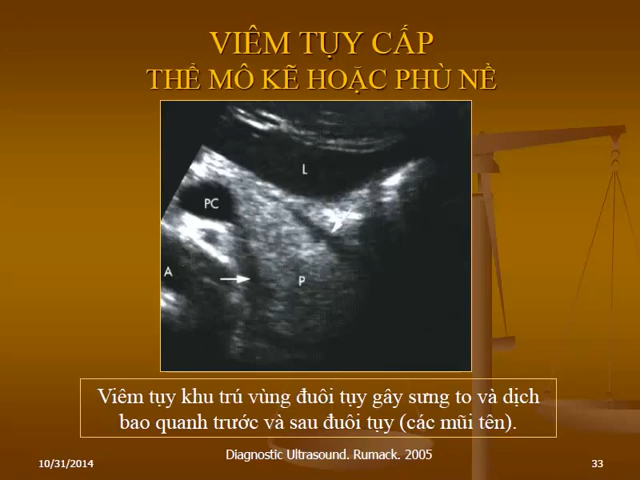 VIÊM TỤY CẤP
THỂ MÔ KẼ HOẶC PHÙ NỀ
L
PC
A
P
Viêm tụy khu trú vùng đuôi tụy gây sưng to và dịch
bao quanh trước và sau đuôi tụy (các mũi tên).
Diagnostic Ultrasound. Rumack. 2005
10/31/2014
33